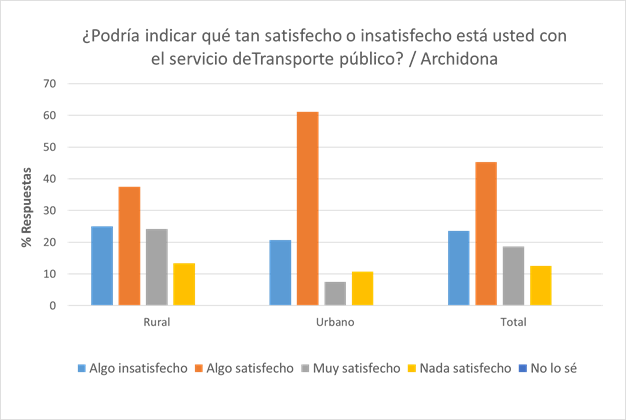 ¿Podría indicar qué tan satisfecho o insatisfecho está usted con
el servicio deTransporte público? / Archidona
70
60
50
40
30
20
10
0
% Respuestas
Rural Urbano Total
Algo insatisfecho Algo satisfecho Muy satisfecho Nada satisfecho No lo sé